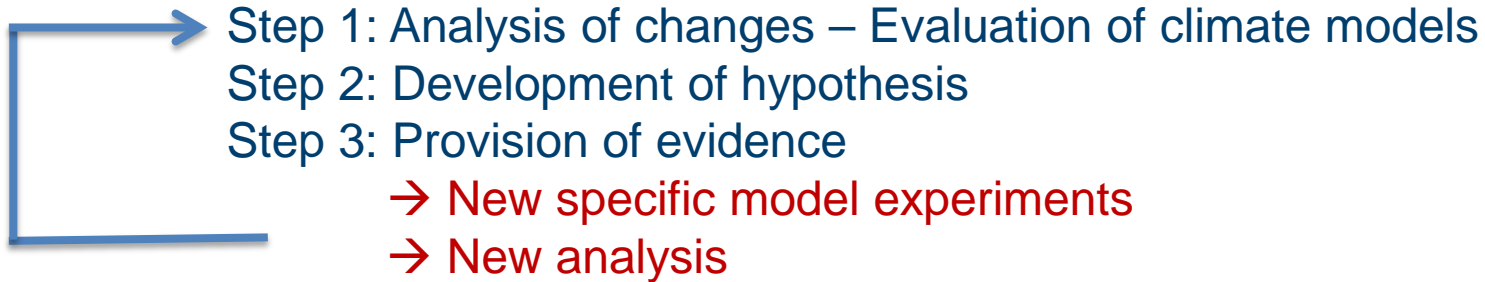 Step 1: Analysis of changes – Evaluation of climate models
Step 2: Development of hypothesis
Step 3: Provision of evidence
→ New specific model experiments
→ New analysis